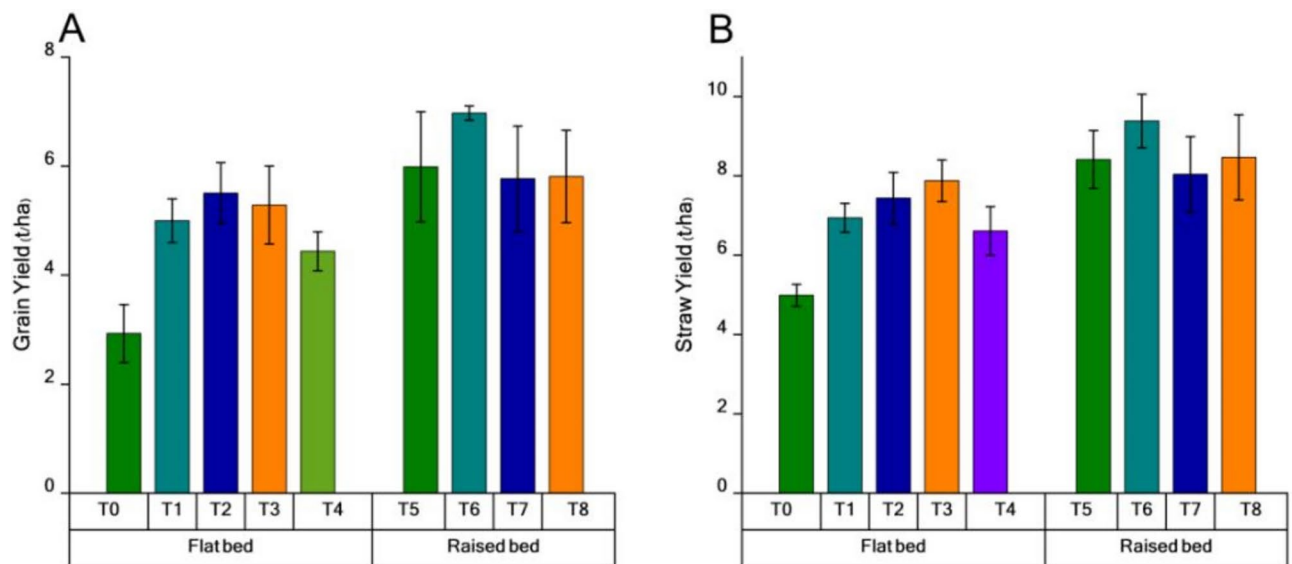 A
Grain Yield (t/ha)
8
6
4
2
0
T0 T1 T2 T3 T4 T5 T6 T7 T8
Flat bed Raised bed
B
Straw Yield (t/ha)
10
8
6
4
2
0
T0 T1 T2 T3 T4 T5 T6 T7 T8
Flat bed Raised bed